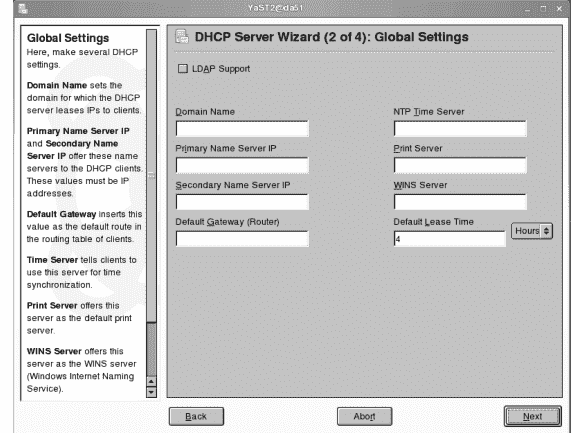 YaST2@da51
Global Settings
Here, make several DHCP
settings.
Domain Name sets the
domain for which the DHCP
server leases IPs to clients.
Primary Name Server IP
and Secondary Name
Server IP offer these name
servers to the DHCP clients.
These values must be IP
addresses.
Default Gateway inserts this
value as the default route in
the routing table of clients.
Time Server tells clients to
use this server for time
synchronization.
Print Server offers this
server as the default print
server.
WINS Server offers this
server as the WINS server
(Windows Internet Naming
Service).
DHCP Server Wizard (2 of 4): Global Settings
LDAP Support
Domain Name
NTP Time Server
Primary Name Server IP
Print Server
Secondary Name Server IP
WINS Server
Default Gateway (Router)
Default Lease Time
4
Hours
Back
Abort
Next